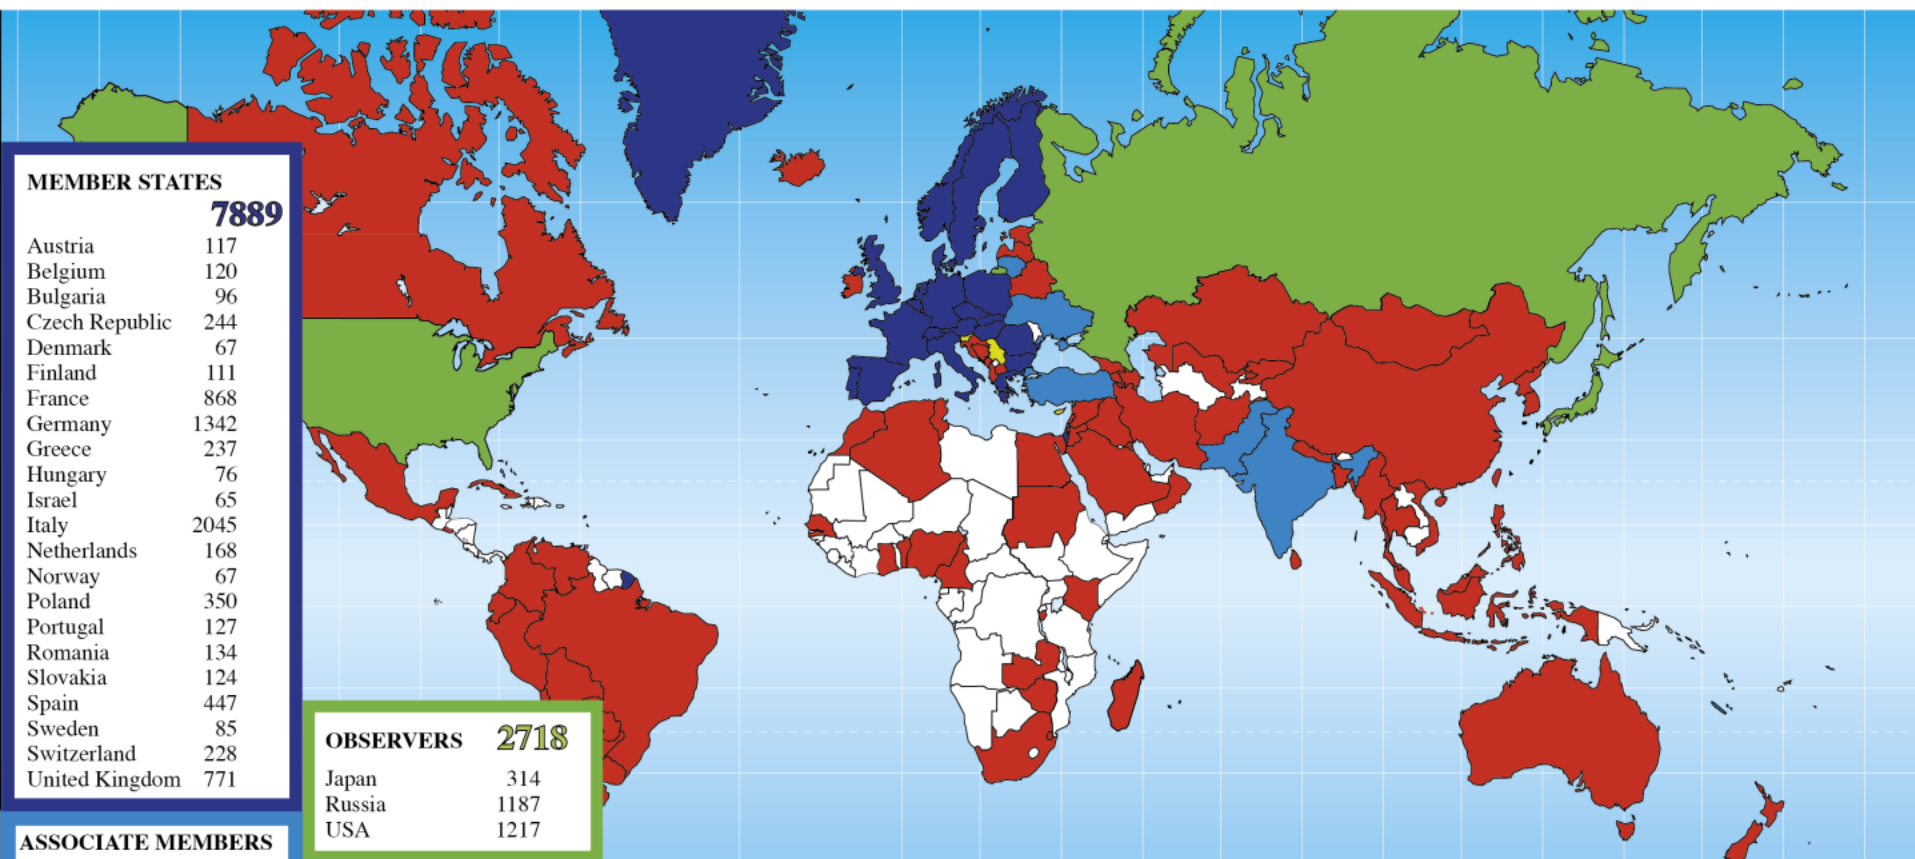 MEMBER STATES
7889
Austria 117
Belgium 120
Bulgaria 96
Czech Republic 244
Denmark 67
Finland 111
France 868
Germany 1342
Greece 237
Hungary 76
Israel 65
Italy 2045
Netherlands 168
Norway 67
Poland 350
Portugal 127
Romania 134
Slovakia 124
Spain 447
Sweden 85
Switzerland 228
United Kingdom 771
OBSERVERS 2718
Japan 314
Russia 1187
USA 1217
ASSOCIATE MEMBERS